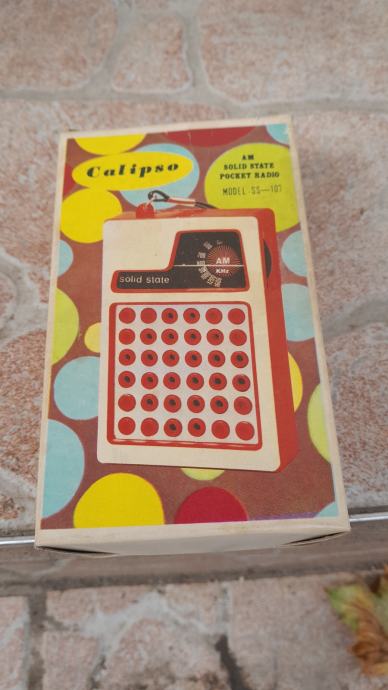 Calipso
AM
SOLID STATE
POCKET RADIO
MODEL SS—107
AM
KHz
solid state